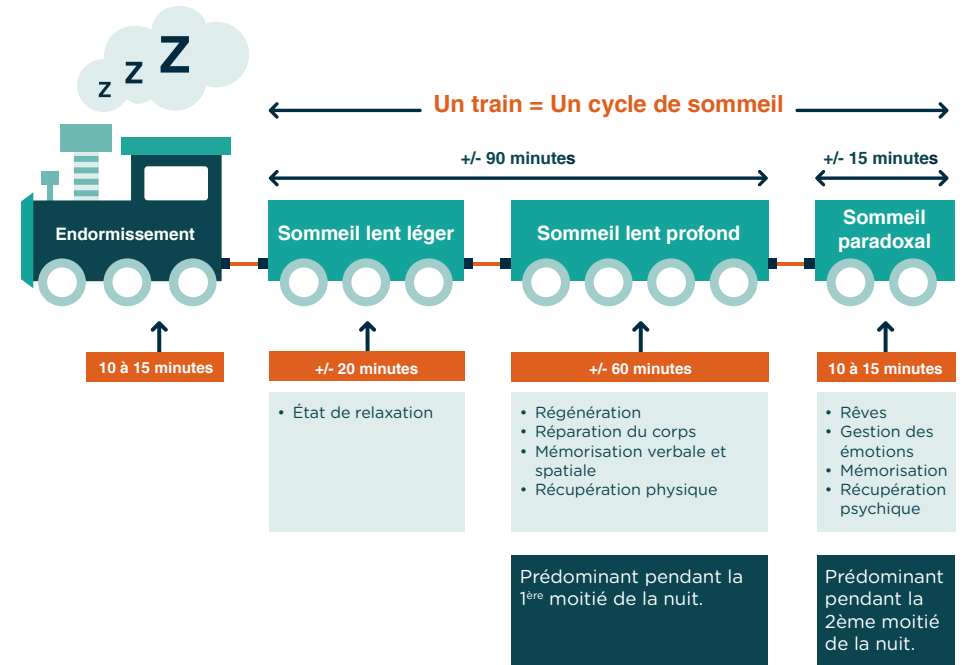 z Z Z
Un train = Un cycle de sommeil
+/- 90 minutes
+/- 15 minutes
Endormissement
Sommeil lent léger
Sommeil lent profond
Sommeil
paradoxal
10 à 15 minutes
+/- 20 minutes
+/- 60 minutes
10 à 15 minutes
• État de relaxation
• Régénération
• Réparation du corps
• Mémorisation verbale et
spatiale
• Récupération physique
• Rêves
• Gestion des
émotions
• Mémorisation
• Récupération
psychique
Prédominant pendant la
1ère moitié de la nuit.
Prédominant
pendant la
2ème moitié
de la nuit.